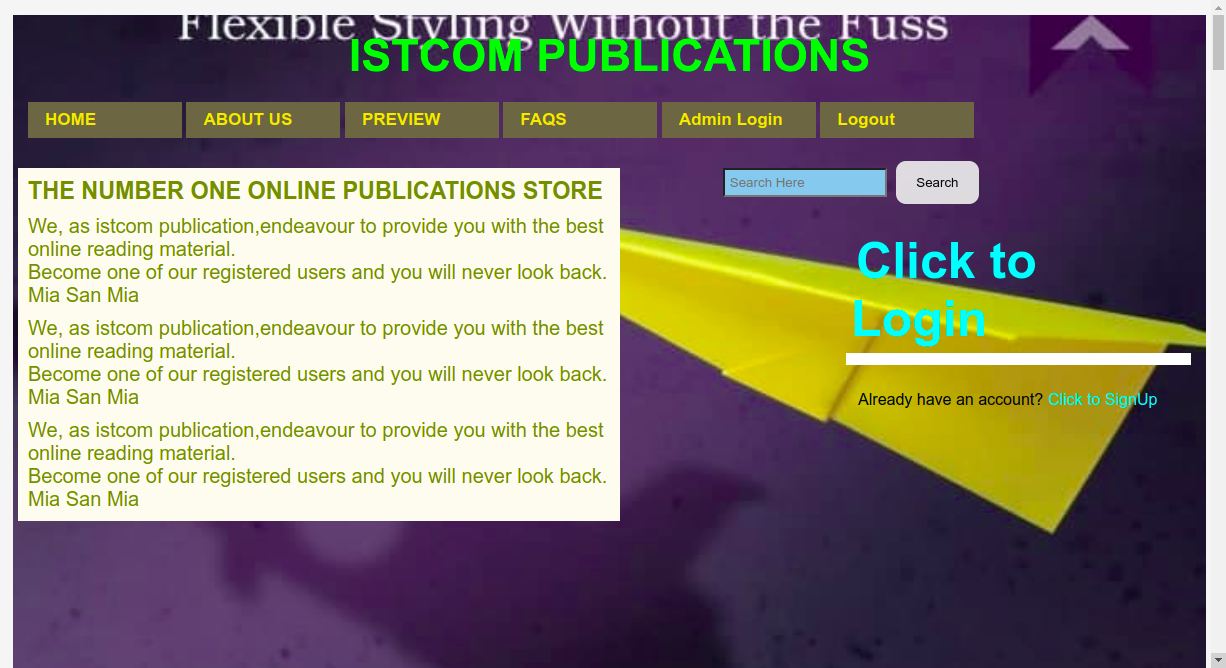 Flexible Styling Without the Fuss
ISTCOM PUBLICATIONS
HOME ABOUT US PREVIEW FAQS Admin Login Logout
Search Here Search
THE NUMBER ONE ONLINE PUBLICATIONS STORE
We, as istcom publication,endeavour to provide you with the best
online reading material.
Become one of our registered users and you will never look back.
Mia San Mia
We, as istcom publication,endeavour to provide you with the best
online reading material.
Become one of our registered users and you will never look back.
Mia San Mia
We, as istcom publication,endeavour to provide you with the best
online reading material.
Become one of our registered users and you will never look back.
Mia San Mia
Click to
Login
Already have an account? Click to SignUp